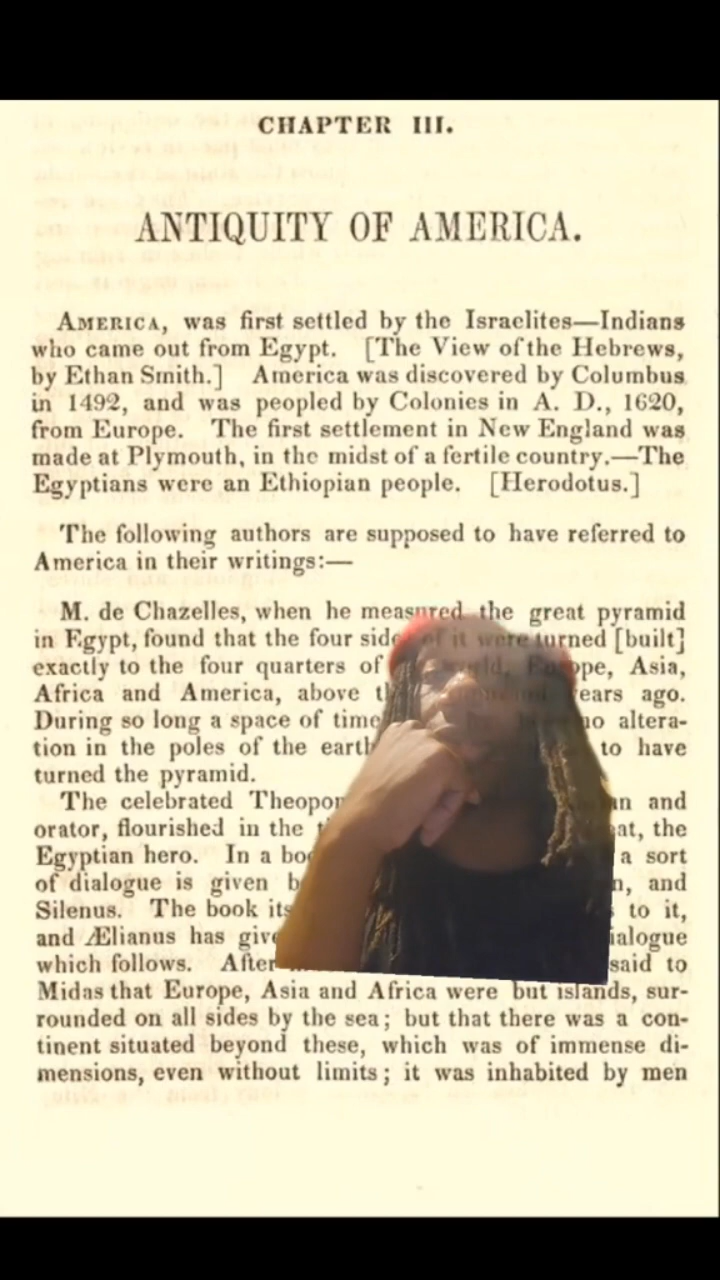 CHAPTER III.
ANTIQUITY OF AMERICA.
AMERICA, was first settled by the Israelites—Indians
who came out from Egypt. [The View of the Hebrews,
by Ethan Smith.] America was discovered by Columbus
in 1492, and was peopled by Colonies in A. D., 1620,
from Europe. The first settlement in New England was
made at Plymouth, in the midst of a fertile country.—The
Egyptians were an Ethiopian people. [Herodotus.]
The following authors are supposed to have referred to
America in their writings:—
M. de Chazelles, when he measured the great pyramid
in Egypt, found that the four sides of it were turned [built]
exactly to the four quarters of world, Europe, Asia,
Africa and America, above years ago.
During so long a space of time no altera-
tion in the poles of the earth to have
turned the pyramid.
The celebrated and
orator, flourished in the the
Egyptian hero. In a a sort
of dialogue is given and
Silenus. The book to it,
and Ælianus has dialogue
which follows. After said to
Midas that Europe, Asia and Africa were but islands, sur-
rounded on all sides by the sea; but that there was a con-
tinent situated beyond these, which was of immense di-
mensions, even without limits; it was inhabited by men